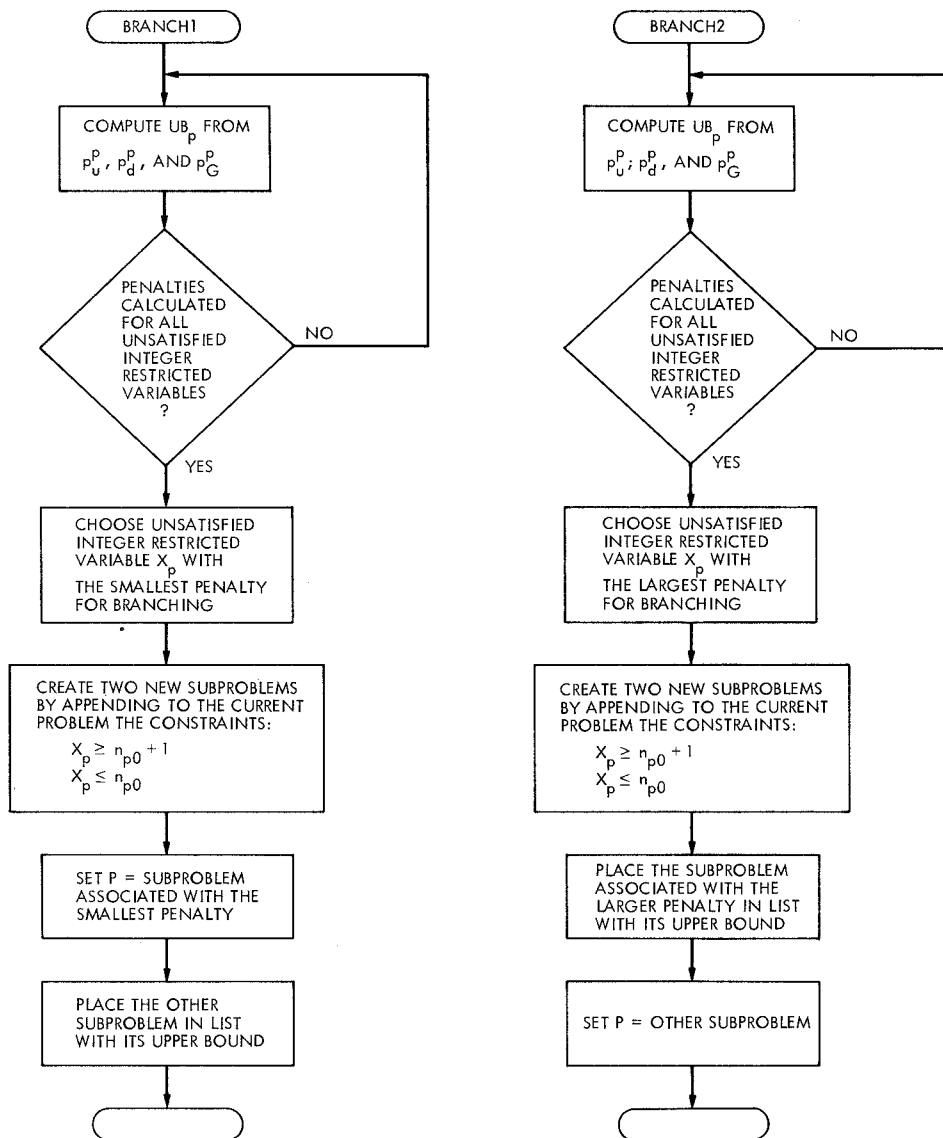 BRANCH1
COMPUTE UB_p FROM
p_u^p, p_d^p, AND p_G^p
PENALTIES
CALCULATED
FOR ALL
UNSATISFIED
INTEGER
RESTRICTED
VARIABLES
?
NO
YES
CHOOSE UNSATISFIED
INTEGER RESTRICTED
VARIABLE X_p WITH
THE SMALLEST PENALTY
FOR BRANCHING
CREATE TWO NEW SUBPROBLEMS
BY APPENDING TO THE CURRENT
PROBLEM THE CONSTRAINTS:
X_p ≥ n_p0 + 1
X_p ≤ n_p0
SET P = SUBPROBLEM
ASSOCIATED WITH THE
SMALLEST PENALTY
PLACE THE OTHER
SUBPROBLEM IN LIST
WITH ITS UPPER BOUND
BRANCH2
COMPUTE UB_p FROM
p_u^p; p_d^p, AND p_G^p
PENALTIES
CALCULATED
FOR ALL
UNSATISFIED
INTEGER
RESTRICTED
VARIABLES
?
NO
YES
CHOOSE UNSATISFIED
INTEGER RESTRICTED
VARIABLE X_p WITH
THE LARGEST PENALTY
FOR BRANCHING
CREATE TWO NEW SUBPROBLEMS
BY APPENDING TO THE CURRENT
PROBLEM THE CONSTRAINTS:
X_p ≥ n_p0 + 1
X_p ≤ n_p0
PLACE THE SUBPROBLEM
ASSOCIATED WITH THE
LARGER PENALTY IN LIST
WITH ITS UPPER BOUND
SET P = OTHER SUBPROBLEM